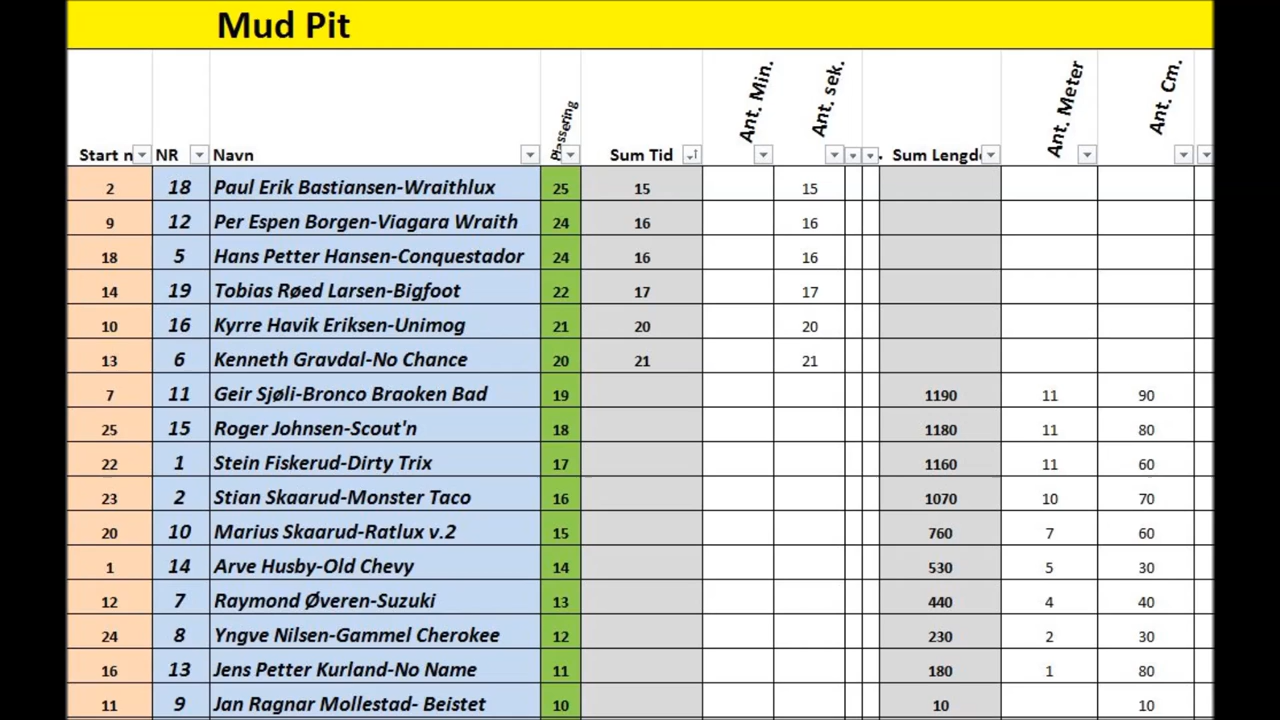 Mud Pit
Start n NR Navn Plassering Sum Tid Ant. Min. Ant. sek. Sum Lengde Ant. Meter Ant. Cm.
2 18 Paul Erik Bastiansen-Wraithlux 25 15 15
9 12 Per Espen Borgen-Viagara Wraith 24 16 16
18 5 Hans Petter Hansen-Conquestador 24 16 16
14 19 Tobias Røed Larsen-Bigfoot 22 17 17
10 16 Kyrre Havik Eriksen-Unimog 21 20 20
13 6 Kenneth Gravdal-No Chance 20 21 21
7 11 Geir Sjøli-Bronco Braoken Bad 19 1190 11 90
25 15 Roger Johnsen-Scout'n 18 1180 11 80
22 1 Stein Fiskerud-Dirty Trix 17 1160 11 60
23 2 Stian Skaarud-Monster Taco 16 1070 10 70
20 10 Marius Skaarud-Ratlux v.2 15 760 7 60
1 14 Arve Husby-Old Chevy 14 530 5 30
12 7 Raymond Øveren-Suzuki 13 440 4 40
24 8 Yngve Nilsen-Gammel Cherokee 12 230 2 30
16 13 Jens Petter Kurland-No Name 11 180 1 80
11 9 Jan Ragnar Mollestad- Beistet 10 10 10